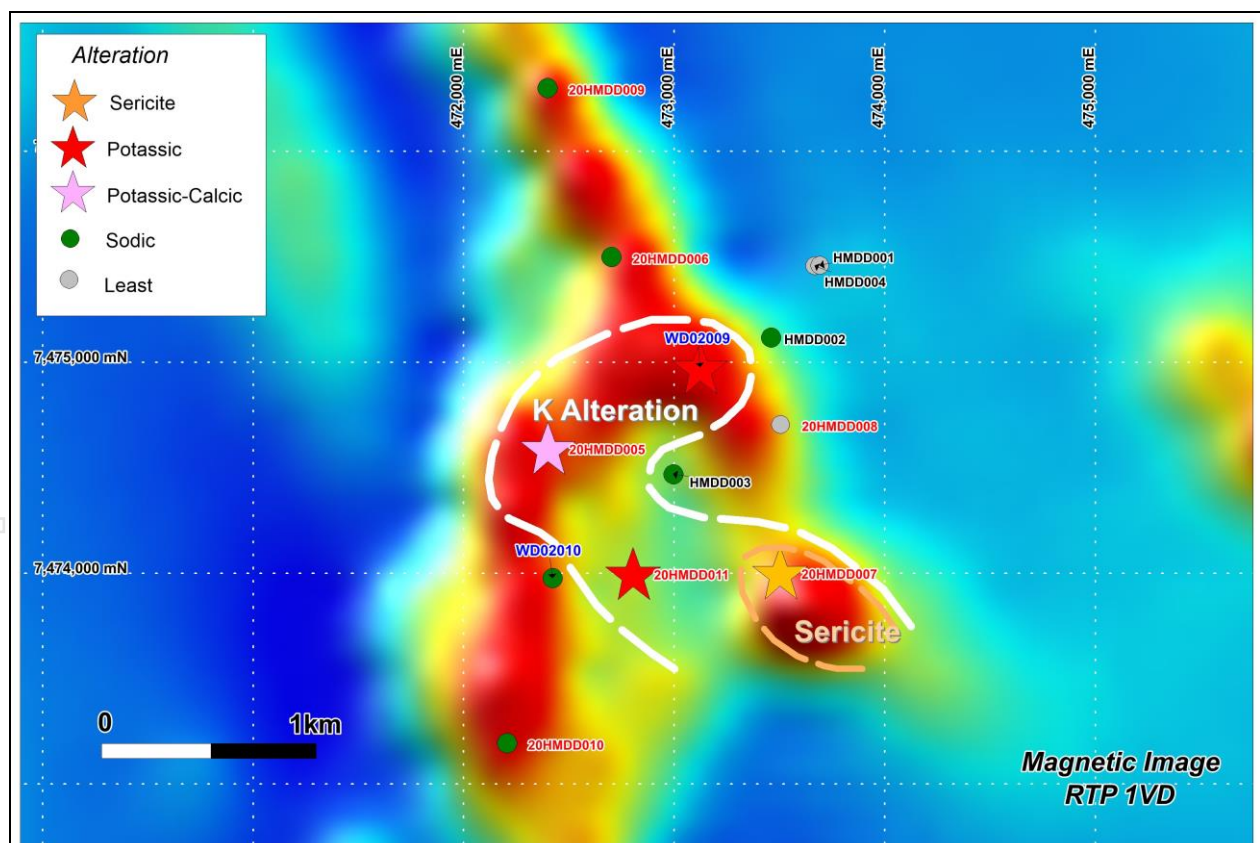 Alteration
Sericite
Potassic
Potassic-Calcic
Sodic
Least
472,000 mE
473,000 mE
474,000 mE
475,000 mE
20HMDD009
20HMDD006
HMDD001
HMDD004
WD02009
HMDD002
7,475,000 mN
K Alteration
20HMDD008
20HMDD005
HMDD003
WD02010
7,474,000 mN
20HMDD011
20HMDD007
Sericite
0
1km
20HMDD010
Magnetic Image
RTP 1VD